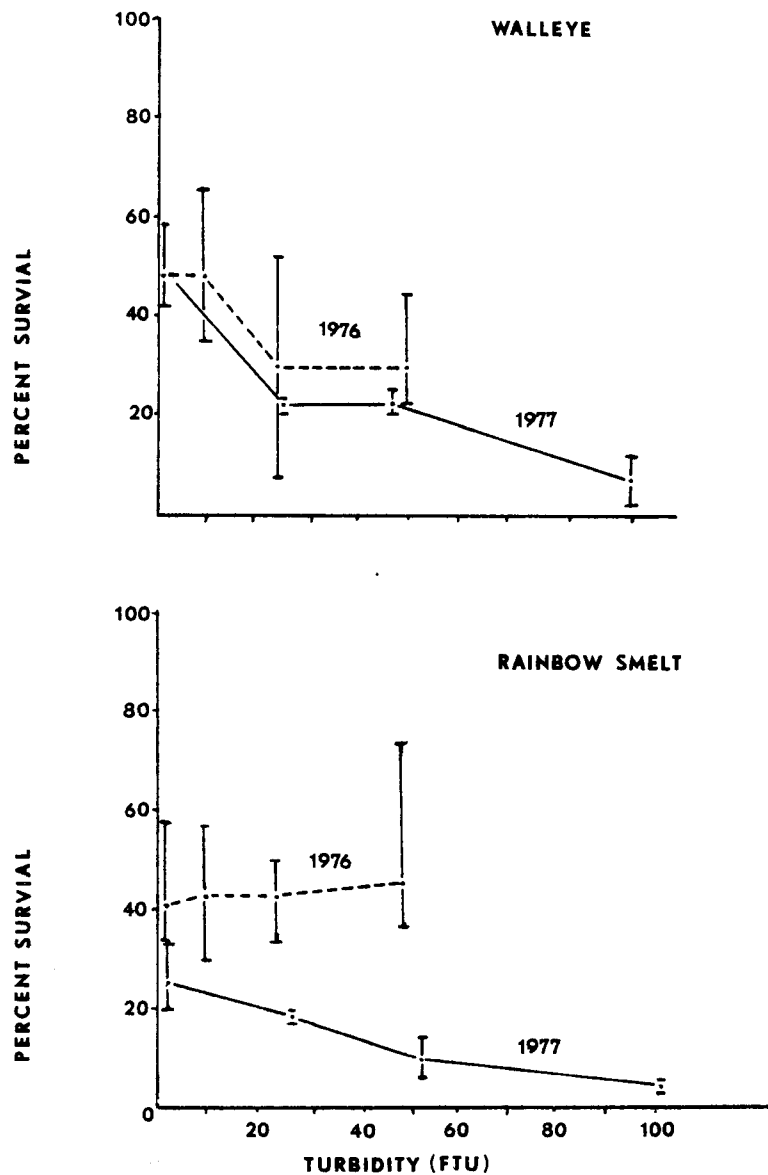 WALLEYE
100
80
60
40
20
PERCENT SURVIAL
1976
1977
RAINBOW SMELT
100
80
60
40
20
0
PERCENT SURVIAL
1976
1977
20 40 60 80 100
TURBIDITY (FTU)